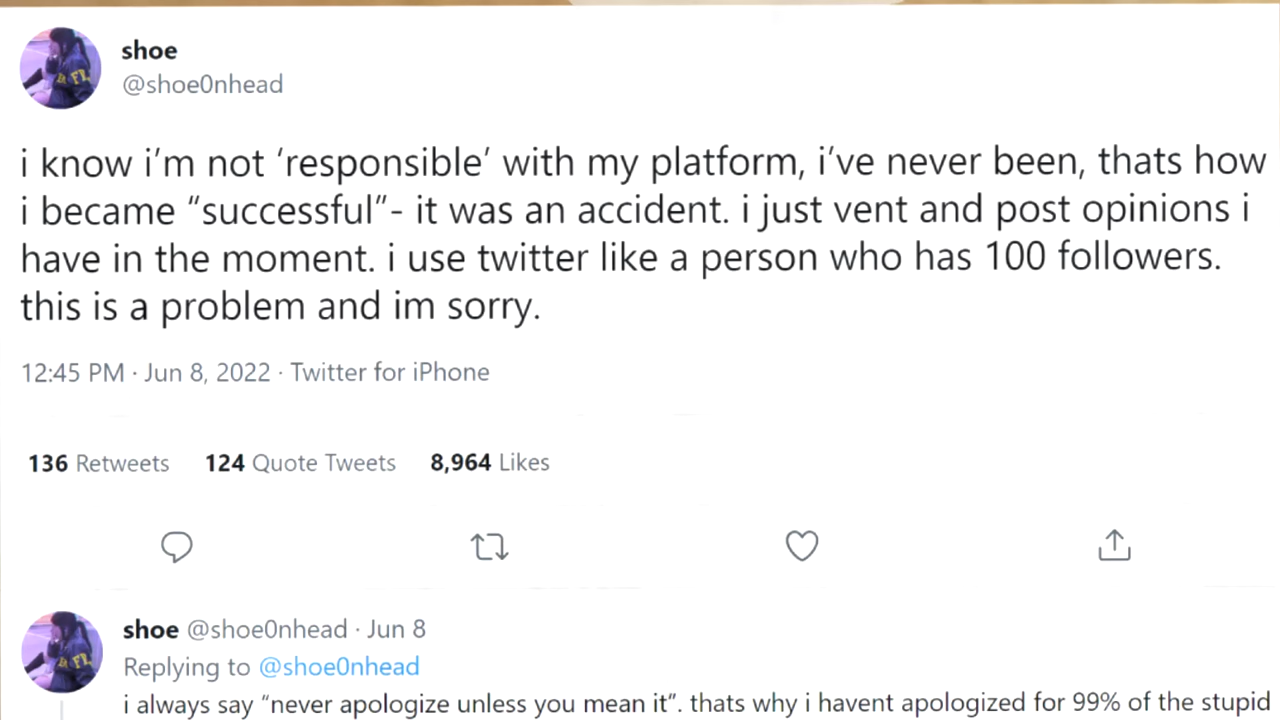 shoe
@shoe0nhead
i know i’m not ‘responsible’ with my platform, i’ve never been, thats how
i became “successful”- it was an accident. i just vent and post opinions i
have in the moment. i use twitter like a person who has 100 followers.
this is a problem and im sorry.
12:45 PM · Jun 8, 2022 · Twitter for iPhone
136 Retweets 124 Quote Tweets 8,964 Likes
shoe @shoe0nhead · Jun 8
Replying to @shoe0nhead
i always say “never apologize unless you mean it”. thats why i havent apologized for 99% of the stupid